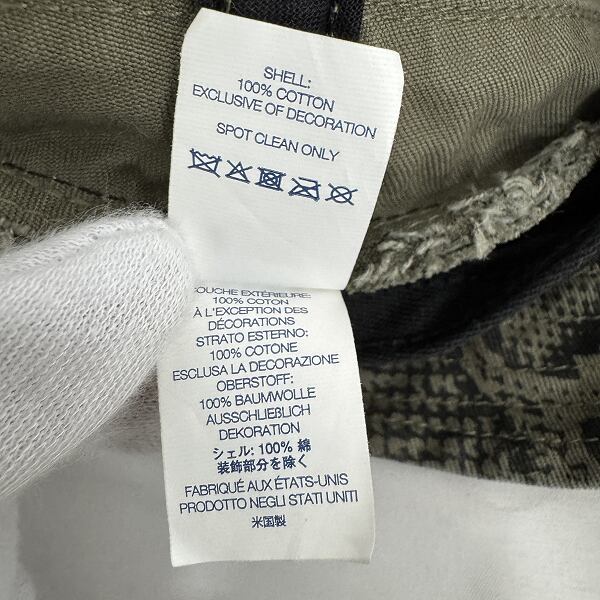 SHELL:
100% COTTON
EXCLUSIVE OF DECORATION
SPOT CLEAN ONLY
EXTÉRIEURE:
100% COTON
À L'EXCEPTION DES
DÉCORATIONS
STRATO ESTERNO:
100% COTONE
ESCLUSA LA DECORAZIONE
OBERSTOFF:
100% BAUMWOLLE
AUSSCHLIEßLICH
DEKORATION
シェル: 100% 綿
装飾部分を除く
FABRIQUÉ AUX ÉTATS-UNIS
PRODOTTO NEGLI STATI UNITI
米国製